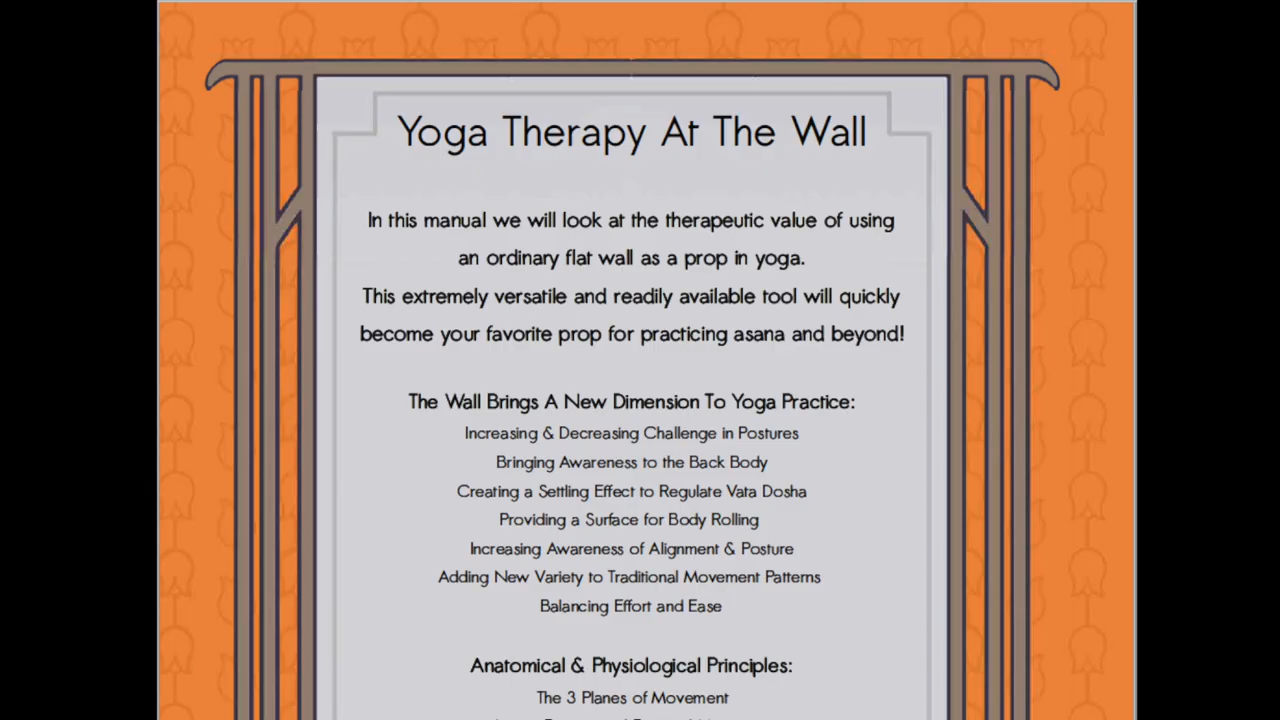 Yoga Therapy At The Wall
In this manual we will look at the therapeutic value of using
an ordinary flat wall as a prop in yoga.
This extremely versatile and readily available tool will quickly
become your favorite prop for practicing asana and beyond!
The Wall Brings A New Dimension To Yoga Practice:
Increasing & Decreasing Challenge in Postures
Bringing Awareness to the Back Body
Creating a Settling Effect to Regulate Vata Dosha
Providing a Surface for Body Rolling
Increasing Awareness of Alignment & Posture
Adding New Variety to Traditional Movement Patterns
Balancing Effort and Ease
Anatomical & Physiological Principles:
The 3 Planes of Movement